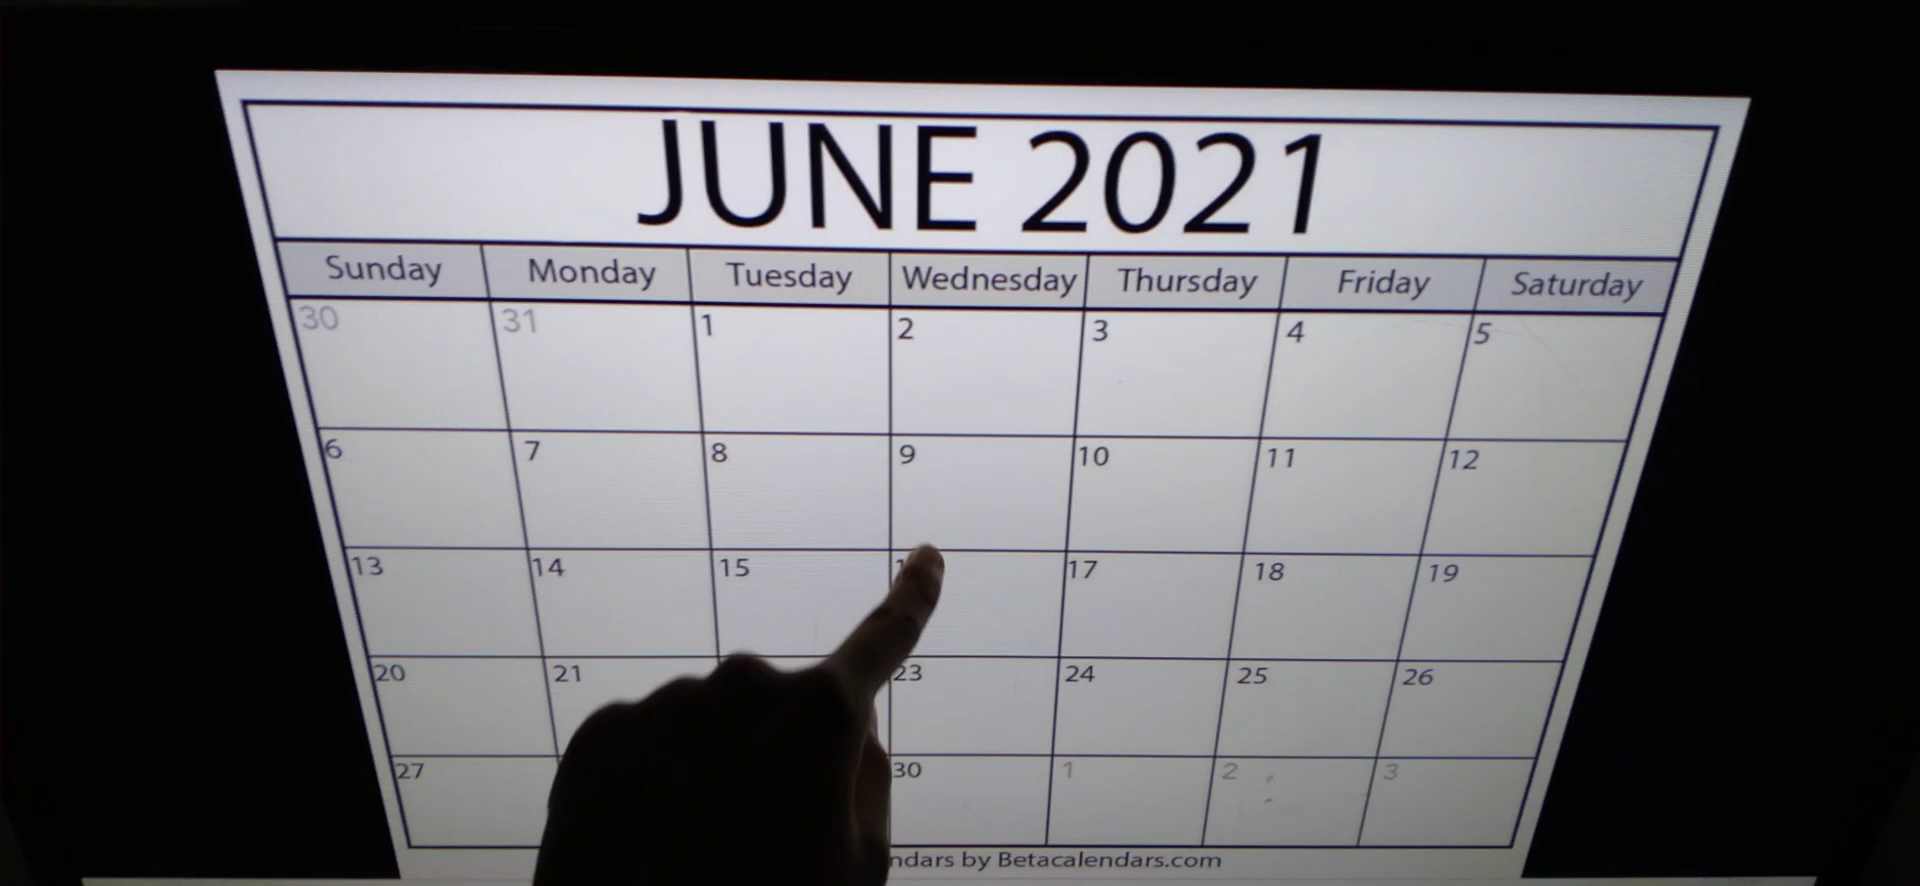 JUNE 2021
Sunday Monday Tuesday Wednesday Thursday Friday Saturday
30 31 1 2 3 4 5
6 7 8 9 10 11 12
13 14 15 17 18 19
20 21 23 24 25 26
27 30 1 2 3
by Betacalendars.com